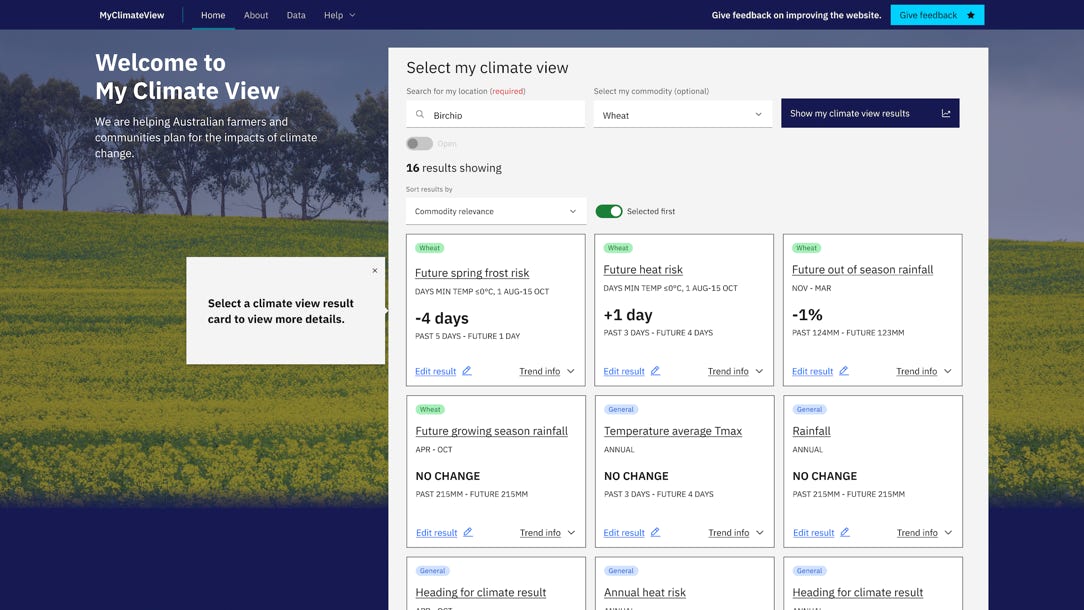 MyClimateView
Home About Data Help
Give feedback on improving the website.
Give feedback
Welcome to
My Climate View
We are helping Australian farmers and
communities plan for the impacts of climate
change.
Select my climate view
Search for my location (required)
Select my commodity (optional)
Birchip
Wheat
Show my climate view results
Open
16 results showing
Sort results by
Commodity relevance
Selected first
Select a climate view result
card to view more details.
Wheat
Future spring frost risk
DAYS MIN TEMP ≤0°C, 1 AUG-15 OCT
-4 days
PAST 5 DAYS - FUTURE 1 DAY
Edit result
Trend info
Wheat
Future heat risk
DAYS MIN TEMP ≤0°C, 1 AUG-15 OCT
+1 day
PAST 3 DAYS - FUTURE 4 DAYS
Edit result
Trend info
Wheat
Future out of season rainfall
NOV - MAR
-1%
PAST 124MM - FUTURE 123MM
Edit result
Trend info
Wheat
Future growing season rainfall
APR - OCT
NO CHANGE
PAST 215MM - FUTURE 215MM
Edit result
Trend info
General
Temperature average Tmax
ANNUAL
NO CHANGE
PAST 3 DAYS - FUTURE 4 DAYS
Edit result
Trend info
General
Rainfall
ANNUAL
NO CHANGE
PAST 215MM - FUTURE 215MM
Edit result
Trend info
General
Heading for climate result
APR - OCT
General
Annual heat risk
ANNUAL
General
Heading for climate result
ANNUAL